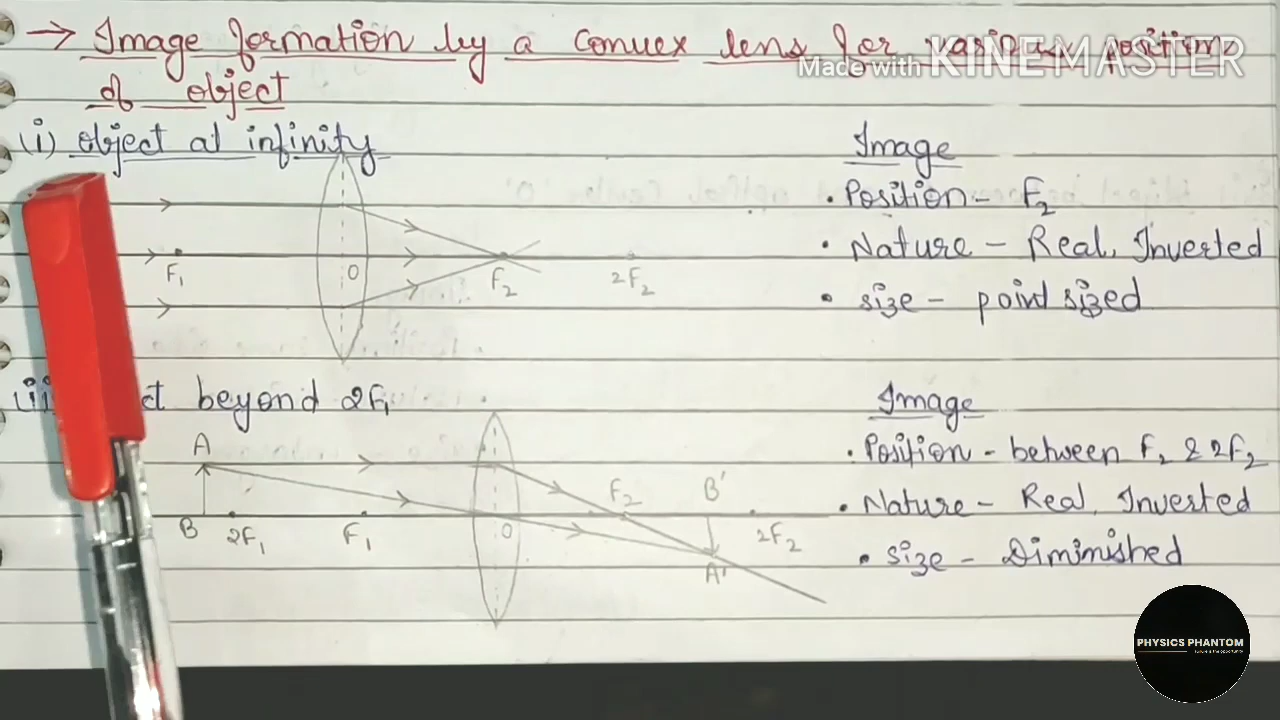 → Image formation by a convex lens for various positions
of object
Made with KINEMASTER
(i) object at infinity
F₁
O
F₂
2F₂
Image
• Position - F₂
• Nature - Real, Inverted
• size - point sized
beyond 2F₁
A
B
2F₁
F₁
O
F₂
B'
2F₂
A'
Image
• Position - between F₂ & 2F₂
• Nature - Real, Inverted
• size - Diminished
PHYSICS PHANTOM